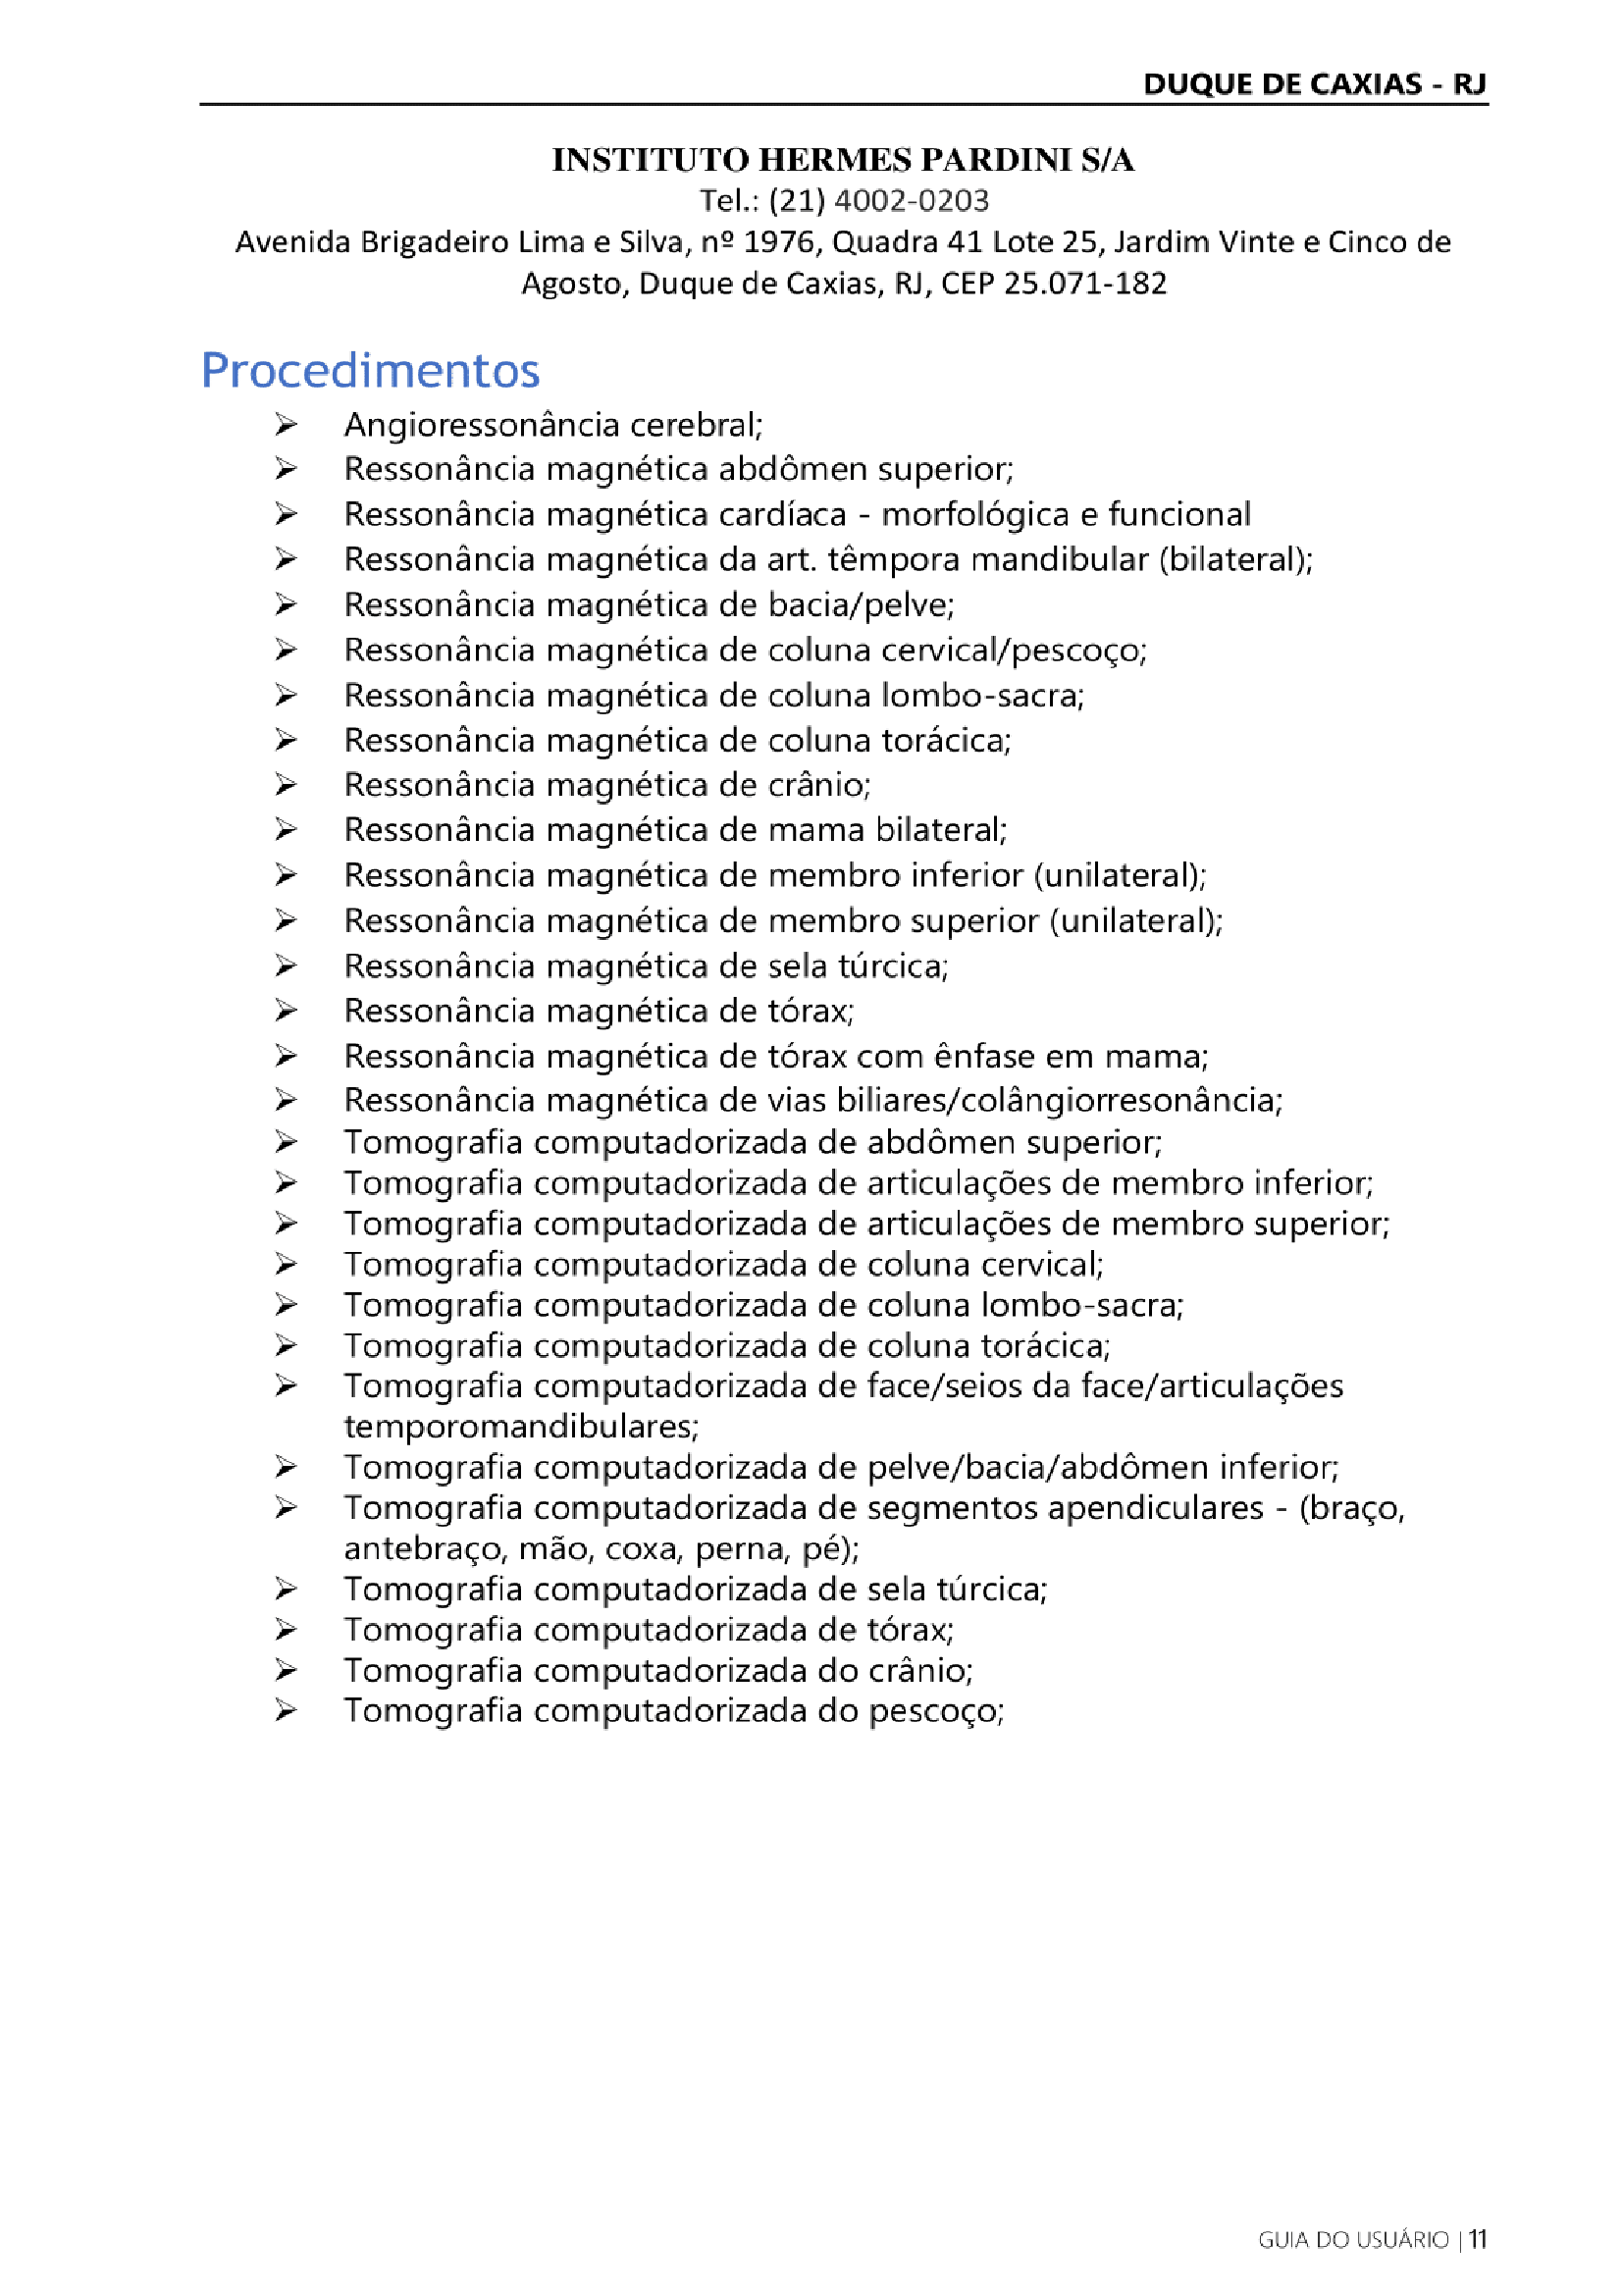 DUQUE DE CAXIAS - RJ
INSTITUTO HERMES PARDINI S/A
Tel.: (21) 4002-0203
Avenida Brigadeiro Lima e Silva, nº 1976, Quadra 41 Lote 25, Jardim Vinte e Cinco de
Agosto, Duque de Caxias, RJ, CEP 25.071-182
Procedimentos
➢ Angioressonância cerebral;
➢ Ressonância magnética abdômen superior;
➢ Ressonância magnética cardíaca - morfológica e funcional
➢ Ressonância magnética da art. têmpora mandibular (bilateral);
➢ Ressonância magnética de bacia/pelve;
➢ Ressonância magnética de coluna cervical/pescoço;
➢ Ressonância magnética de coluna lombo-sacra;
➢ Ressonância magnética de coluna torácica;
➢ Ressonância magnética de crânio;
➢ Ressonância magnética de mama bilateral;
➢ Ressonância magnética de membro inferior (unilateral);
➢ Ressonância magnética de membro superior (unilateral);
➢ Ressonância magnética de sela túrcica;
➢ Ressonância magnética de tórax;
➢ Ressonância magnética de tórax com ênfase em mama;
➢ Ressonância magnética de vias biliares/colângiorresonância;
➢ Tomografia computadorizada de abdômen superior;
➢ Tomografia computadorizada de articulações de membro inferior;
➢ Tomografia computadorizada de articulações de membro superior;
➢ Tomografia computadorizada de coluna cervical;
➢ Tomografia computadorizada de coluna lombo-sacra;
➢ Tomografia computadorizada de coluna torácica;
➢ Tomografia computadorizada de face/seios da face/articulações
temporomandibulares;
➢ Tomografia computadorizada de pelve/bacia/abdômen inferior;
➢ Tomografia computadorizada de segmentos apendiculares - (braço,
antebraço, mão, coxa, perna, pé);
➢ Tomografia computadorizada de sela túrcica;
➢ Tomografia computadorizada de tórax;
➢ Tomografia computadorizada do crânio;
➢ Tomografia computadorizada do pescoço;
GUIA DO USUÁRIO | 11